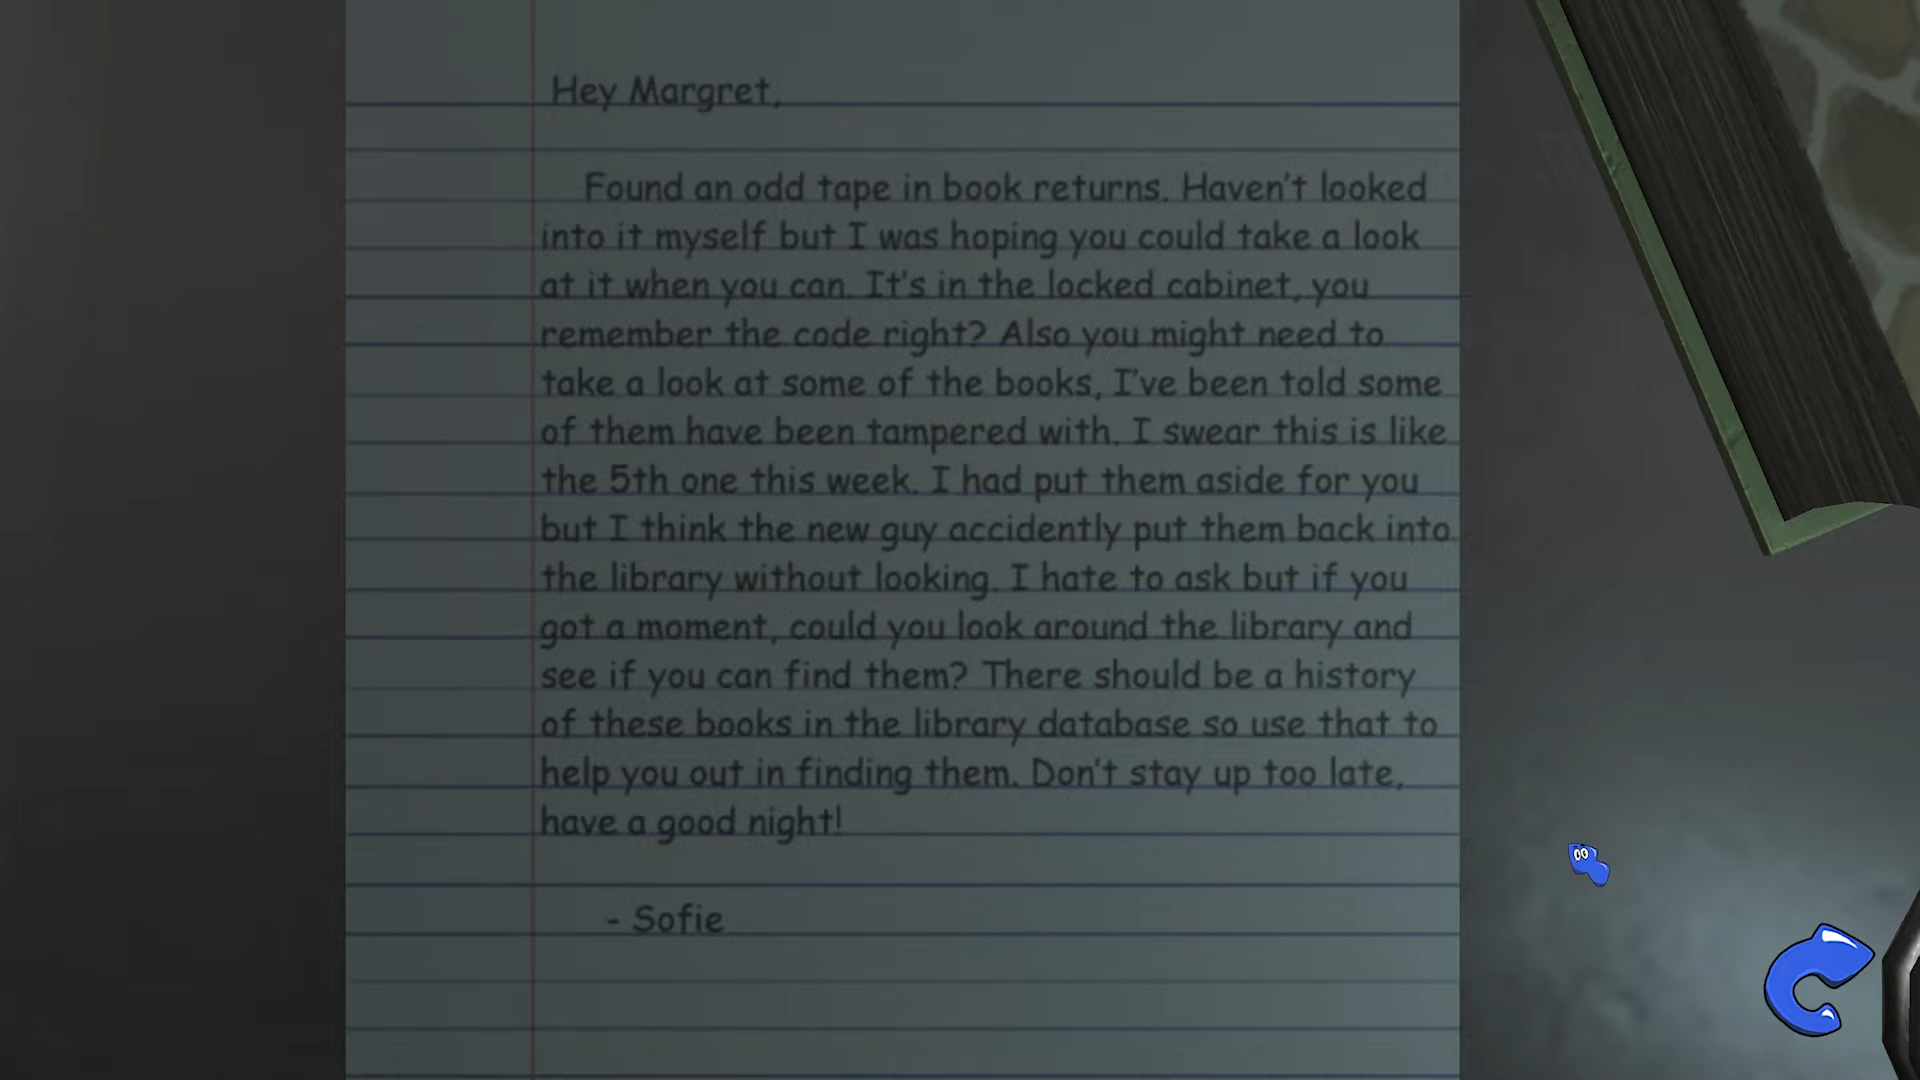 Hey Margret,
Found an odd tape in book returns. Haven't looked
into it myself but I was hoping you could take a look
at it when you can. It's in the locked cabinet, you
remember the code right? Also you might need to
take a look at some of the books, I've been told some
of them have been tampered with. I swear this is like
the 5th one this week. I had put them aside for you
but I think the new guy accidently put them back into
the library without looking. I hate to ask but if you
got a moment, could you look around the library and
see if you can find them? There should be a history
of these books in the library database so use that to
help you out in finding them. Don't stay up too late,
have a good night!
- Sofie